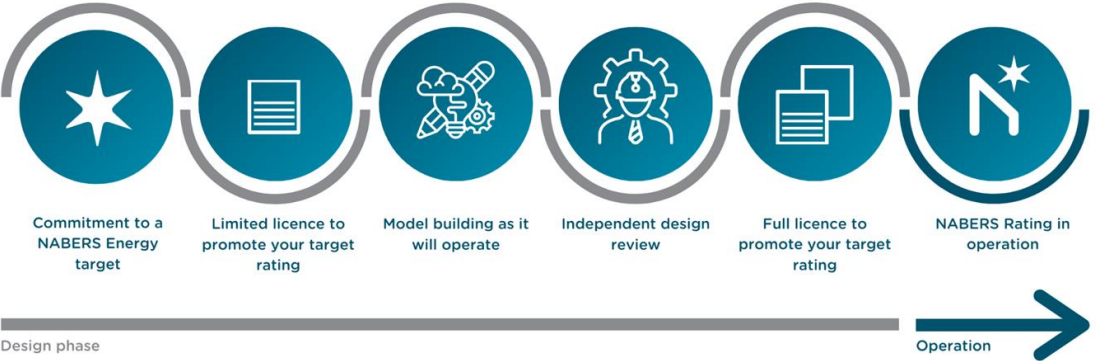 Commitment to a
NABERS Energy
target
Limited licence to
promote your target
rating
Model building as it
will operate
Independent design
review
Full licence to
promote your target
rating
NABERS Rating in
operation
Design phase
Operation